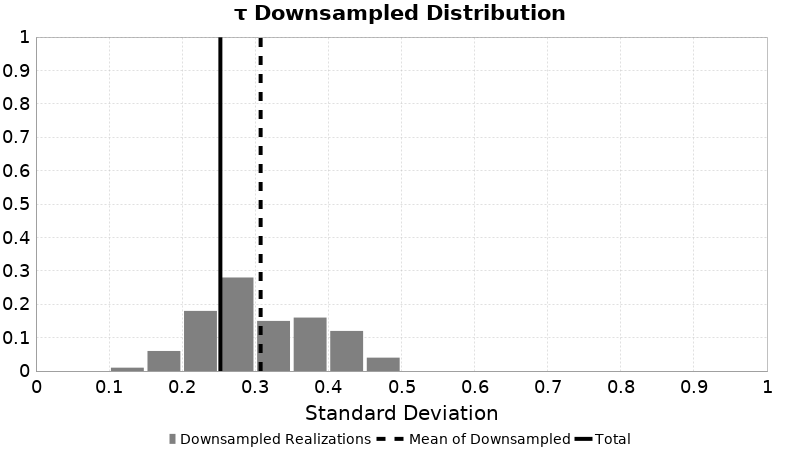 τ Downsampled Distribution
1
0.9
0.8
0.7
0.6
0.5
0.4
0.3
0.2
0.1
0
0 0.1 0.2 0.3 0.4 0.5 0.6 0.7 0.8 0.9 1
Standard Deviation
Downsampled Realizations Mean of Downsampled Total